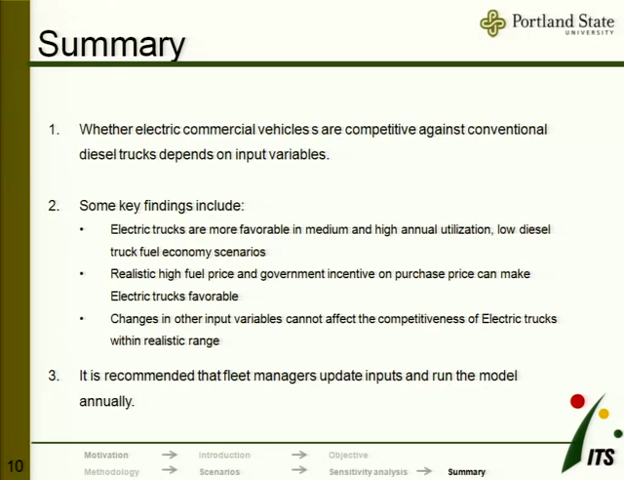 Summary
Portland State
UNIVERSITY
1. Whether electric commercial vehicles s are competitive against conventional
diesel trucks depends on input variables.
2. Some key findings include:
• Electric trucks are more favorable in medium and high annual utilization, low diesel
truck fuel economy scenarios
• Realistic high fuel price and government incentive on purchase price can make
Electric trucks favorable
• Changes in other input variables cannot affect the competitiveness of Electric trucks
within realistic range
3. It is recommended that fleet managers update inputs and run the model
annually.
ITS
10
Motivation → Introduction → Objective
Methodology → Scenarios → Sensitivity analysis → Summary